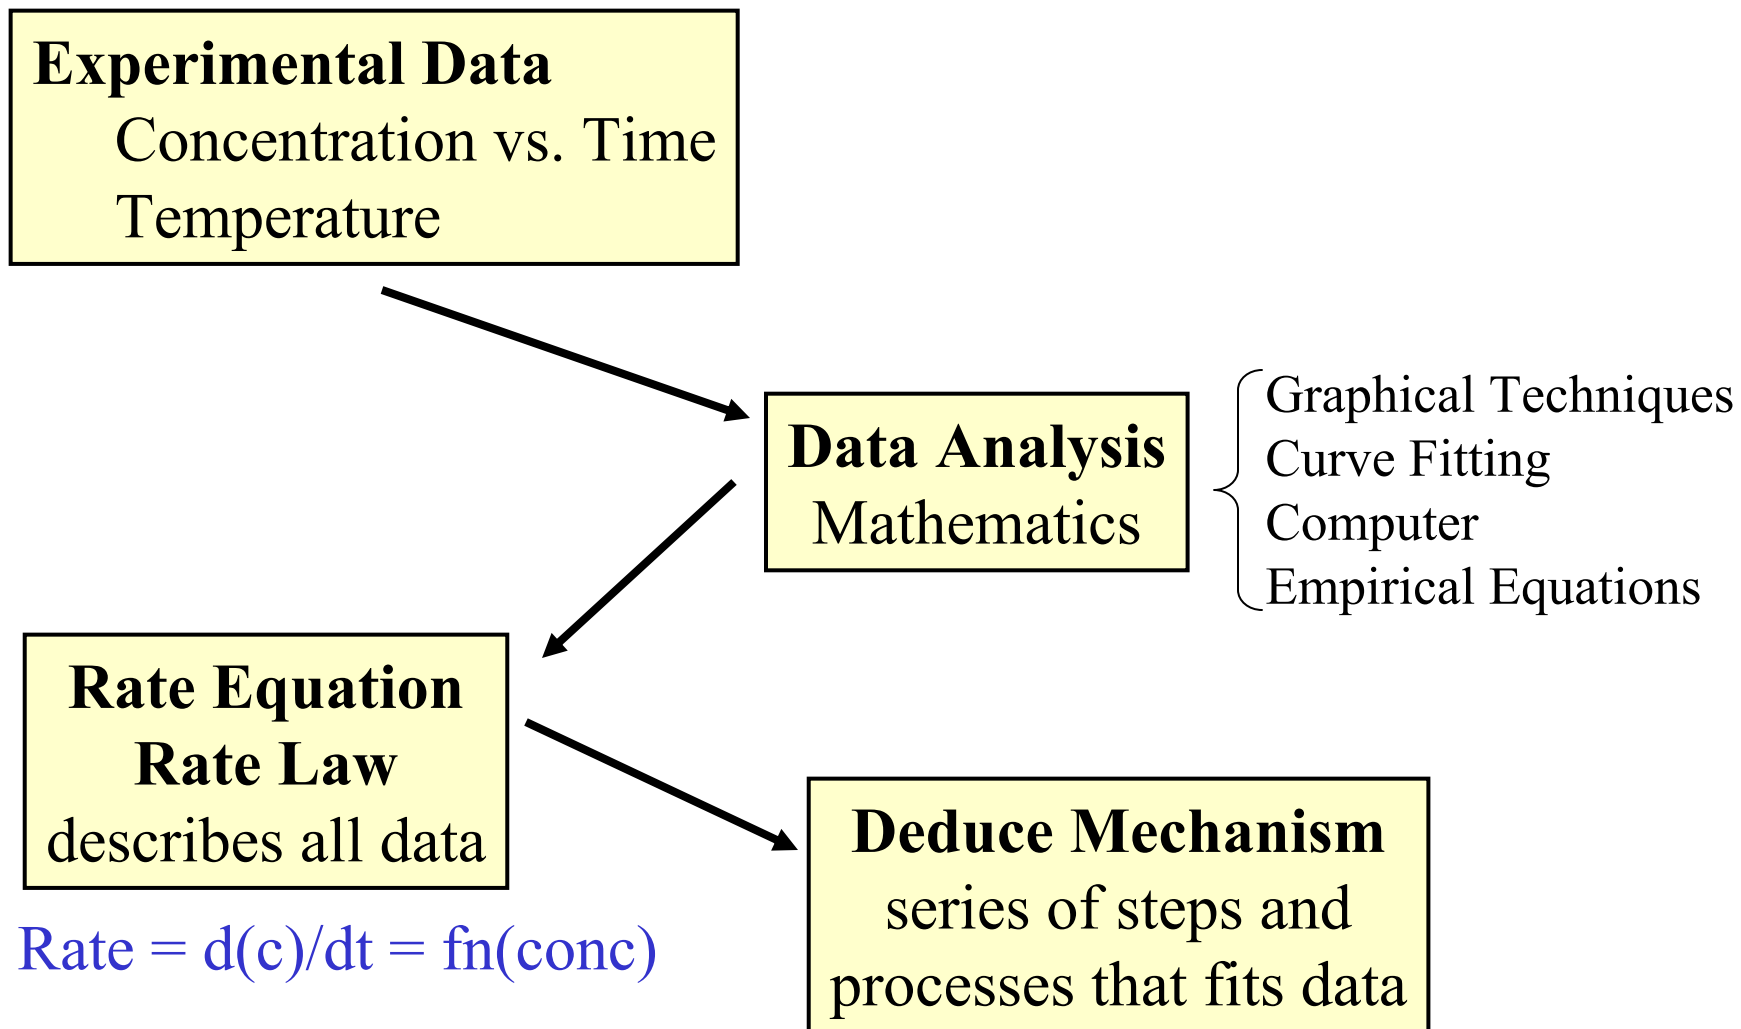 Experimental Data
Concentration vs. Time
Temperature
Data Analysis
Mathematics
Graphical Techniques
Curve Fitting
Computer
Empirical Equations
Rate Equation
Rate Law
describes all data
Rate = d(c)/dt = fn(conc)
Deduce Mechanism
series of steps and
processes that fits data